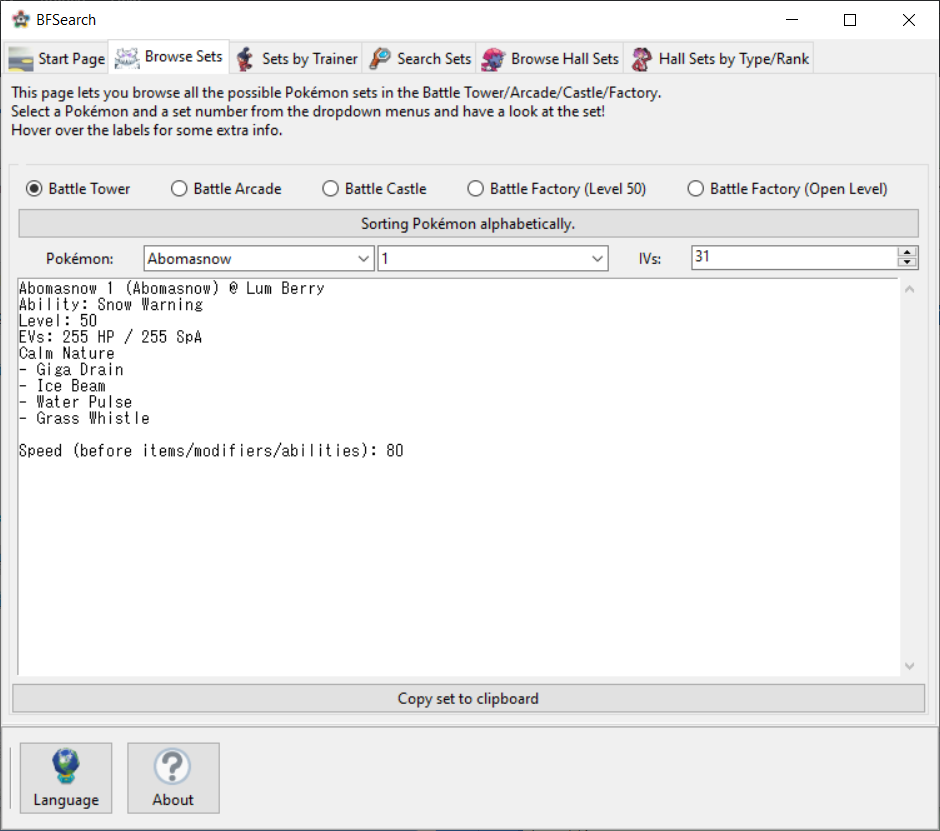 BFSearch
Start Page
Browse Sets
Sets by Trainer
Search Sets
Browse Hall Sets
Hall Sets by Type/Rank
This page lets you browse all the possible Pokémon sets in the Battle Tower/Arcade/Castle/Factory.
Select a Pokémon and a set number from the dropdown menus and have a look at the set!
Hover over the labels for some extra info.
Battle Tower
Battle Arcade
Battle Castle
Battle Factory (Level 50)
Battle Factory (Open Level)
Sorting Pokémon alphabetically.
Pokémon:
Abomasnow
1
IVs:
31
Abomasnow 1 (Abomasnow) @ Lum Berry
Ability: Snow Warning
Level: 50
EVs: 255 HP / 255 SpA
Calm Nature
- Giga Drain
- Ice Beam
- Water Pulse
- Grass Whistle
Speed (before items/modifiers/abilities): 80
Copy set to clipboard
Language
About